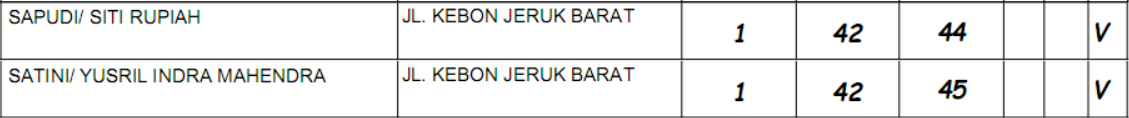 SAPUDI/ SITI RUPIAH JL. KEBON JERUK BARAT 1 42 44 V
SATINI/ YUSRIL INDRA MAHENDRA JL. KEBON JERUK BARAT 1 42 45 V